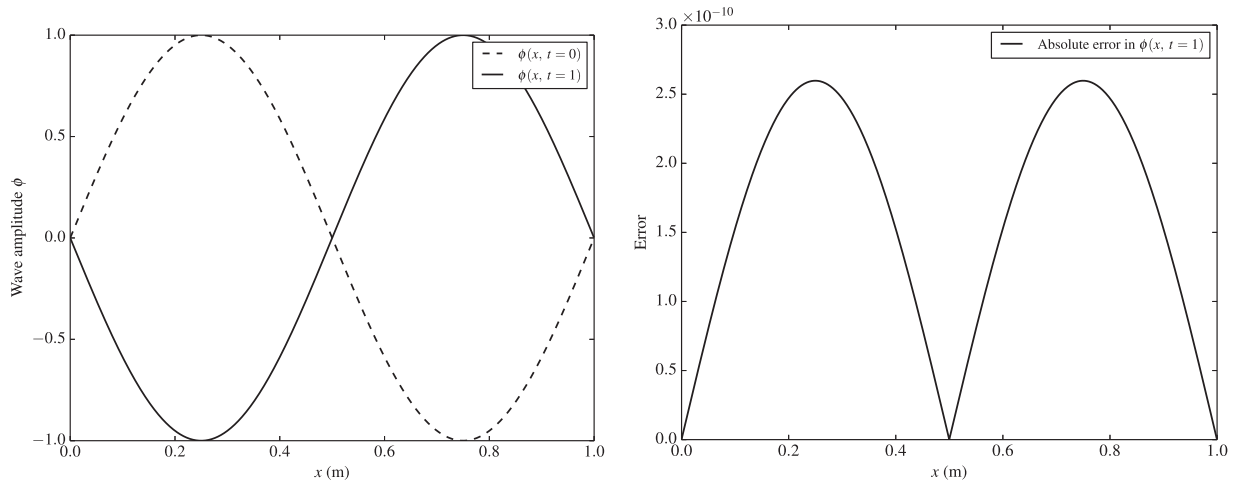 1.0
0.5
0.0
−0.5
−1.0
Wave amplitude ϕ
0.0 0.2 0.4 0.6 0.8 1.0
x (m)
ϕ(x, t = 0)
ϕ(x, t = 1)
3.0 ×10⁻¹⁰
2.5
2.0
1.5
1.0
0.5
0.0
Error
0.0 0.2 0.4 0.6 0.8 1.0
x (m)
Absolute error in ϕ(x, t = 1)